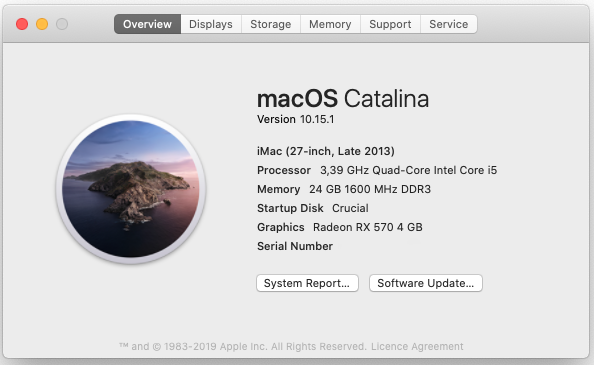 Overview Displays Storage Memory Support Service
macOS Catalina
Version 10.15.1
iMac (27-inch, Late 2013)
Processor 3,39 GHz Quad-Core Intel Core i5
Memory 24 GB 1600 MHz DDR3
Startup Disk Crucial
Graphics Radeon RX 570 4 GB
Serial Number
System Report... Software Update...
™ and © 1983-2019 Apple Inc. All Rights Reserved. Licence Agreement